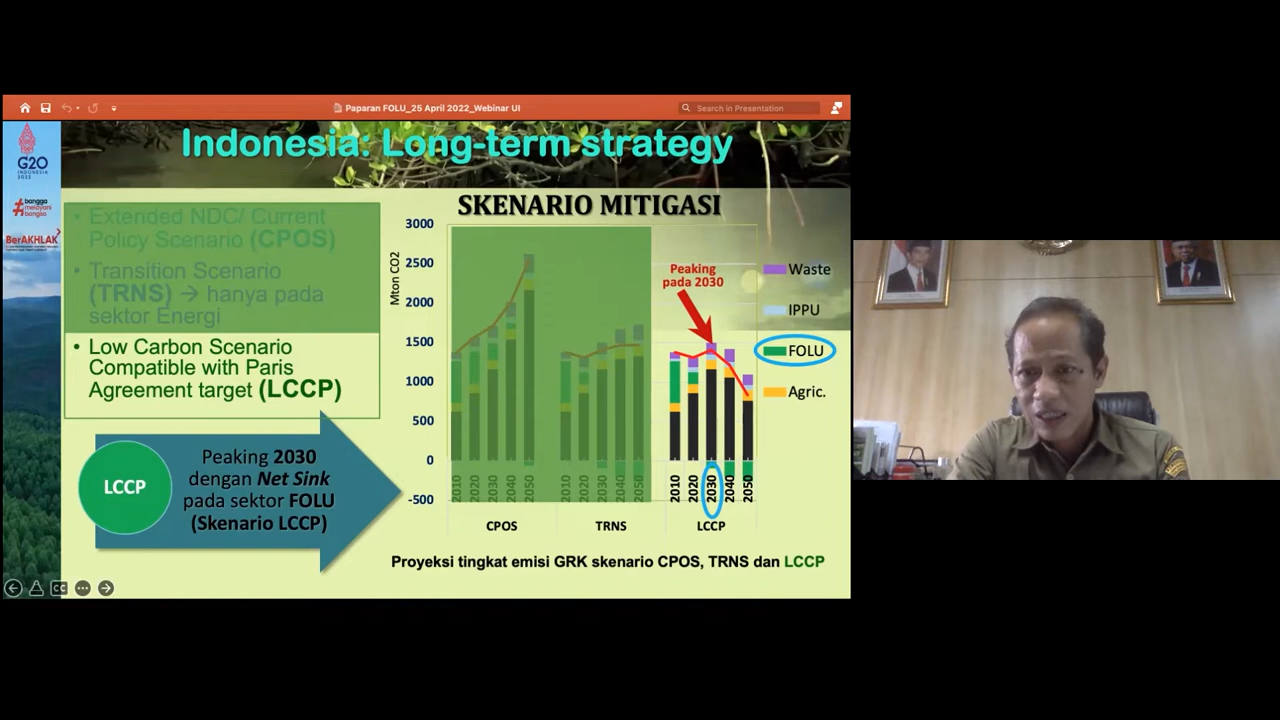 Paparan FOLU_25 April 2022_Webinar UI
Search in Presentation
G20
INDONESIA
2022
Indonesia: Long-term strategy
#bangga
melayani
bangsa
BerAKHLAK
• Extended NDC/ Current
Policy Scenario (CPOS)
• Transition Scenario
(TRNS) → hanya pada
sektor Energi
• Low Carbon Scenario
Compatible with Paris
Agreement target (LCCP)
LCCP
Peaking 2030
dengan Net Sink
pada sektor FOLU
(Skenario LCCP)
SKENARIO MITIGASI
Mton CO2
3000
2500
2000
1500
1000
500
0
-500
Peaking
pada 2030
Waste
IPPU
FOLU
Agric.
2010 2020 2030 2040 2050 2010 2020 2030 2040 2050 2010 2020 2030 2040 2050
CPOS TRNS LCCP
Proyeksi tingkat emisi GRK skenario CPOS, TRNS dan LCCP
CC